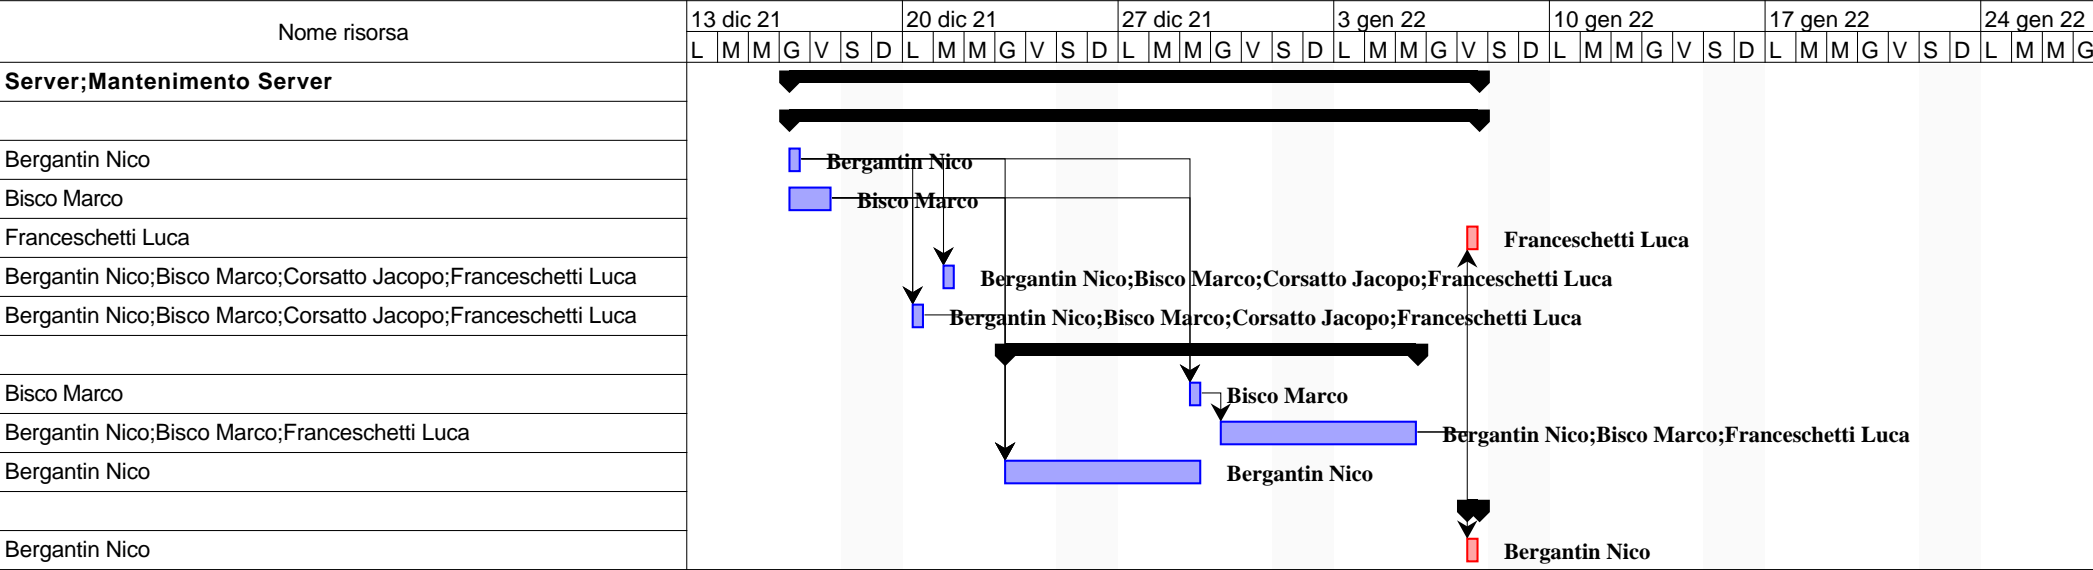 Nome risorsa
13 dic 21 20 dic 21 27 dic 21 3 gen 22 10 gen 22 17 gen 22 24 gen 22
L M M G V S D L M M G V S D L M M G V S D L M M G V S D L M M G V S D L M M G V S D L M M G
Server;Mantenimento Server
Bergantin Nico Bergantin Nico
Bisco Marco Bisco Marco
Franceschetti Luca Franceschetti Luca
Bergantin Nico;Bisco Marco;Corsatto Jacopo;Franceschetti Luca Bergantin Nico;Bisco Marco;Corsatto Jacopo;Franceschetti Luca
Bergantin Nico;Bisco Marco;Corsatto Jacopo;Franceschetti Luca Bergantin Nico;Bisco Marco;Corsatto Jacopo;Franceschetti Luca
Bisco Marco Bisco Marco
Bergantin Nico;Bisco Marco;Franceschetti Luca Bergantin Nico;Bisco Marco;Franceschetti Luca
Bergantin Nico Bergantin Nico
Bergantin Nico Bergantin Nico